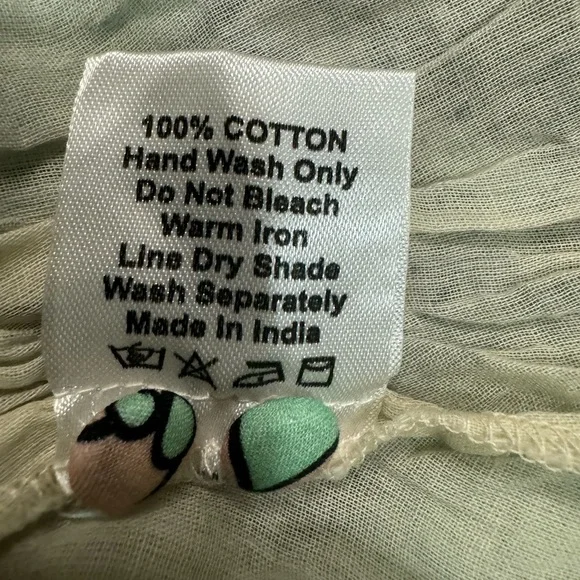 100% COTTON
Hand Wash Only
Do Not Bleach
Warm Iron
Line Dry Shade
Wash Separately
Made In India